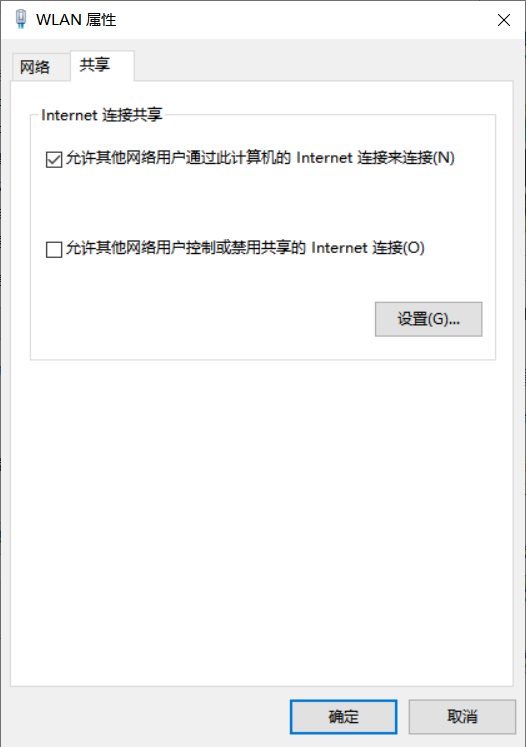 WLAN 属性
网络
共享
Internet 连接共享
允许其他网络用户通过此计算机的 Internet 连接来连接(N)
允许其他网络用户控制或禁用共享的 Internet 连接(O)
设置(G)...
确定
取消